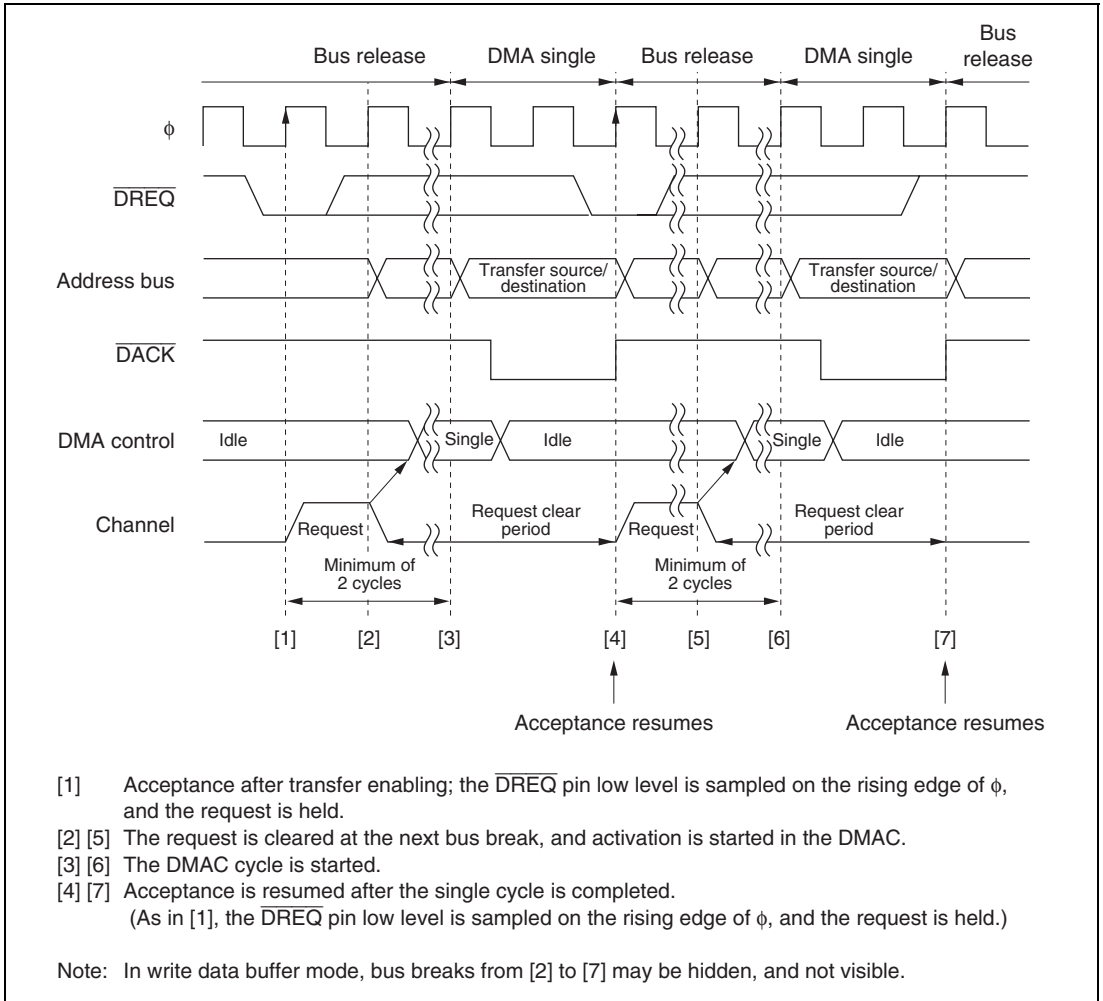 Bus release
DMA single
Bus release
DMA single
Bus
release
ϕ
DREQ
Address bus
Transfer source/
destination
Transfer source/
destination
DACK
DMA control
Idle
Single
Idle
Single
Idle
Channel
Request
Request clear
period
Request
Request clear
period
Minimum of
2 cycles
Minimum of
2 cycles
[1]
[2]
[3]
[4]
[5]
[6]
[7]
Acceptance resumes
Acceptance resumes
[1] Acceptance after transfer enabling; the DREQ pin low level is sampled on the rising edge of ϕ,
and the request is held.
[2] [5] The request is cleared at the next bus break, and activation is started in the DMAC.
[3] [6] The DMAC cycle is started.
[4] [7] Acceptance is resumed after the single cycle is completed.
(As in [1], the DREQ pin low level is sampled on the rising edge of ϕ, and the request is held.)
Note: In write data buffer mode, bus breaks from [2] to [7] may be hidden, and not visible.